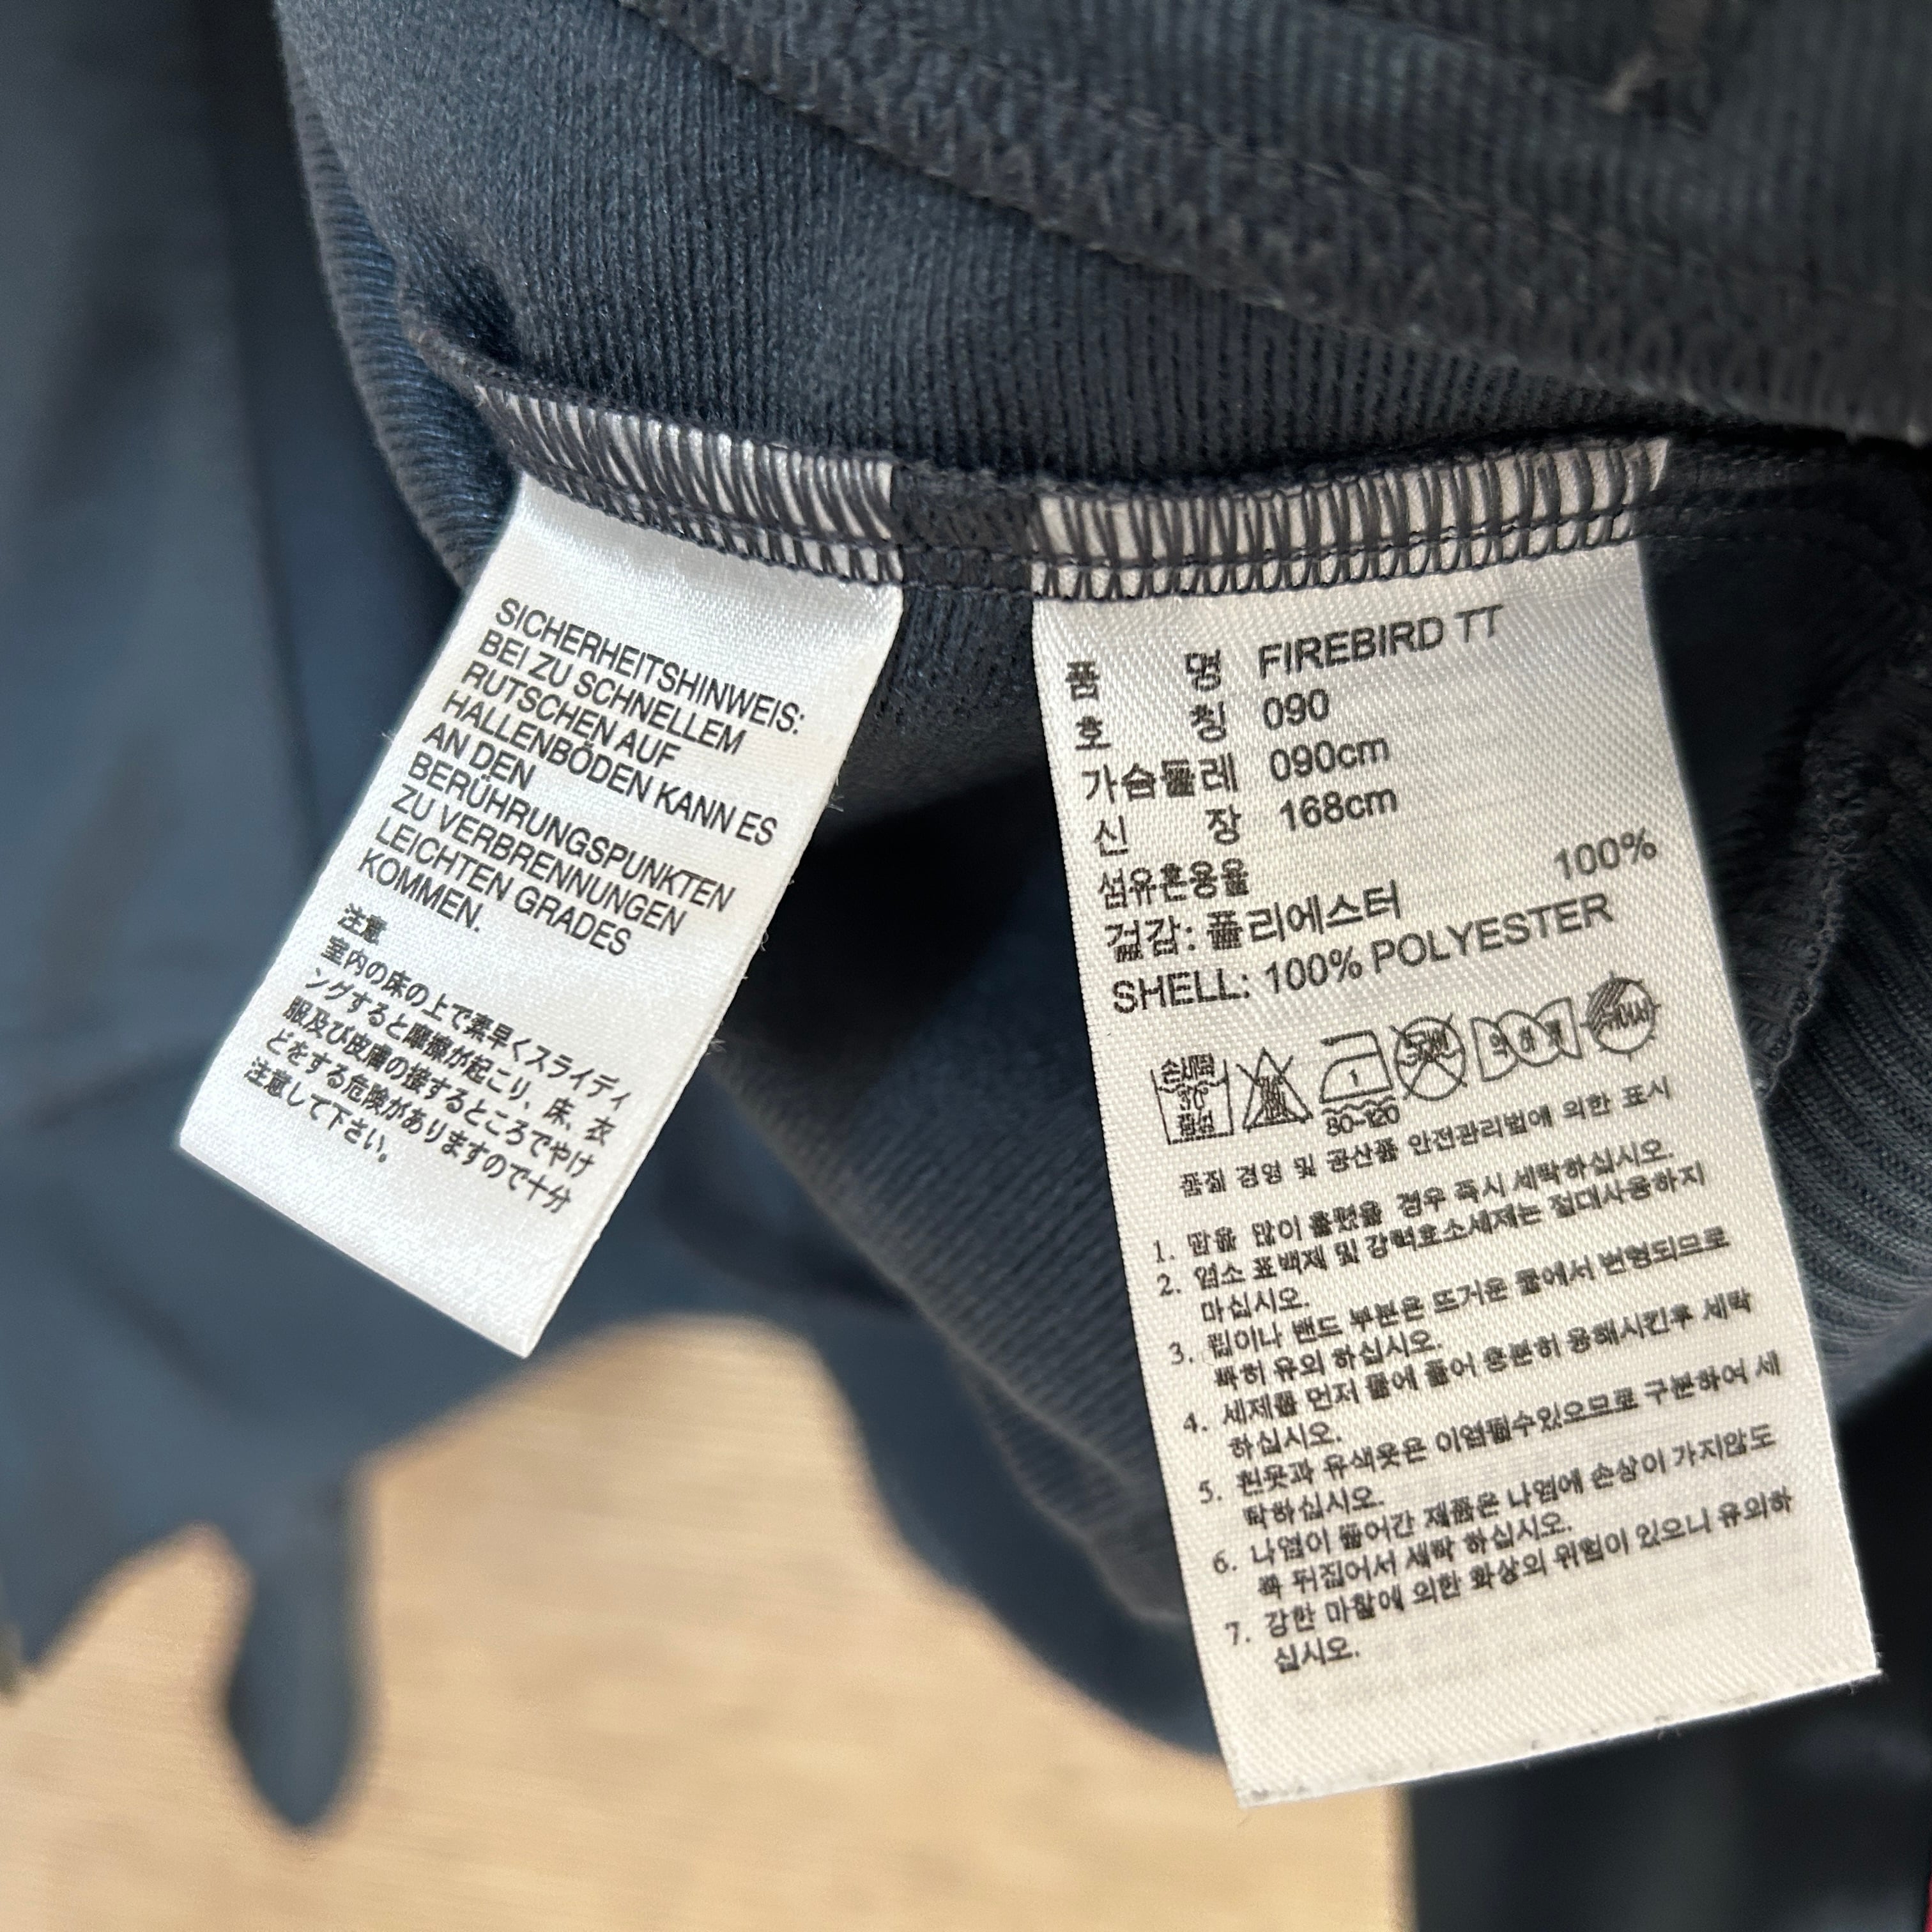 SICHERHEITSHINWEIS:
BEI ZU SCHNELLEM
RUTSCHEN AUF
HALLENBÖDEN KANN ES
AN DEN
BERÜHRUNGSPUNKTEN
ZU VERBRENNUNGEN
LEICHTEN GRADES
KOMMEN.
注意
室内の床の上で素早くスライディ
ングすると摩擦が起こり、床、衣
服及び皮膚の接するところでやけ
どをする危険がありますので十分
注意して下さい。
품 명 FIREBIRD TT
호 칭 090
가슴둘레 090cm
신 장 168cm
섬유혼용율
겉감: 폴리에스터 100%
SHELL: 100% POLYESTER
손세탁
30
중성
80~120
품질 경영 및 공산품 안전관리법에 의한 표시
1. 땀을 많이 흘렸을 경우 즉시 세탁하십시오.
2. 염소 표백제 및 강력효소세제는 절대사용하지
마십시오.
3. 립이나 밴드 부분은 뜨거운 물에서 변형되므로
특히 유의 하십시오.
4. 세제를 먼저 물에 풀어 충분히 용해시킨후 세탁
하십시오.
5. 흰옷과 유색옷은 이염될수있으므로 구분하여 세
탁하십시오.
6. 나염이 들어간 제품은 나염에 손상이 가지않도
록 뒤집어서 세탁 하십시오.
7. 강한 마찰에 의한 화상의 위험이 있으니 유의하
십시오.